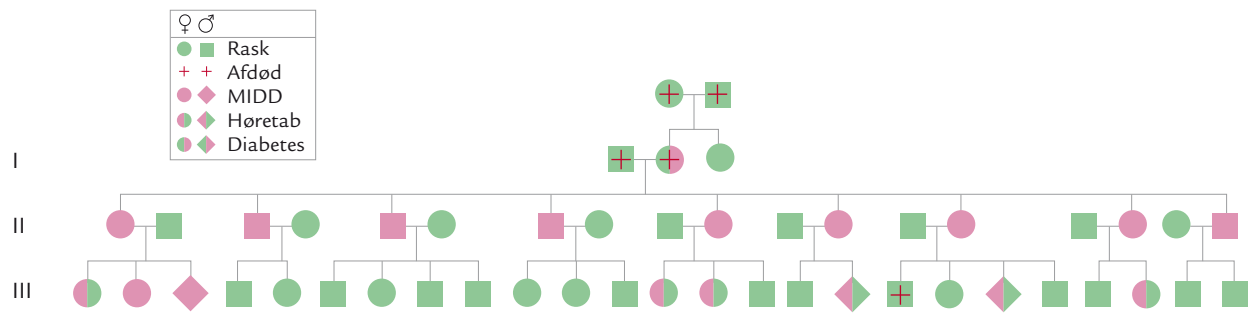 ♀ ♂
Rask
Afdød
MIDD
Høretab
Diabetes
I
II
III